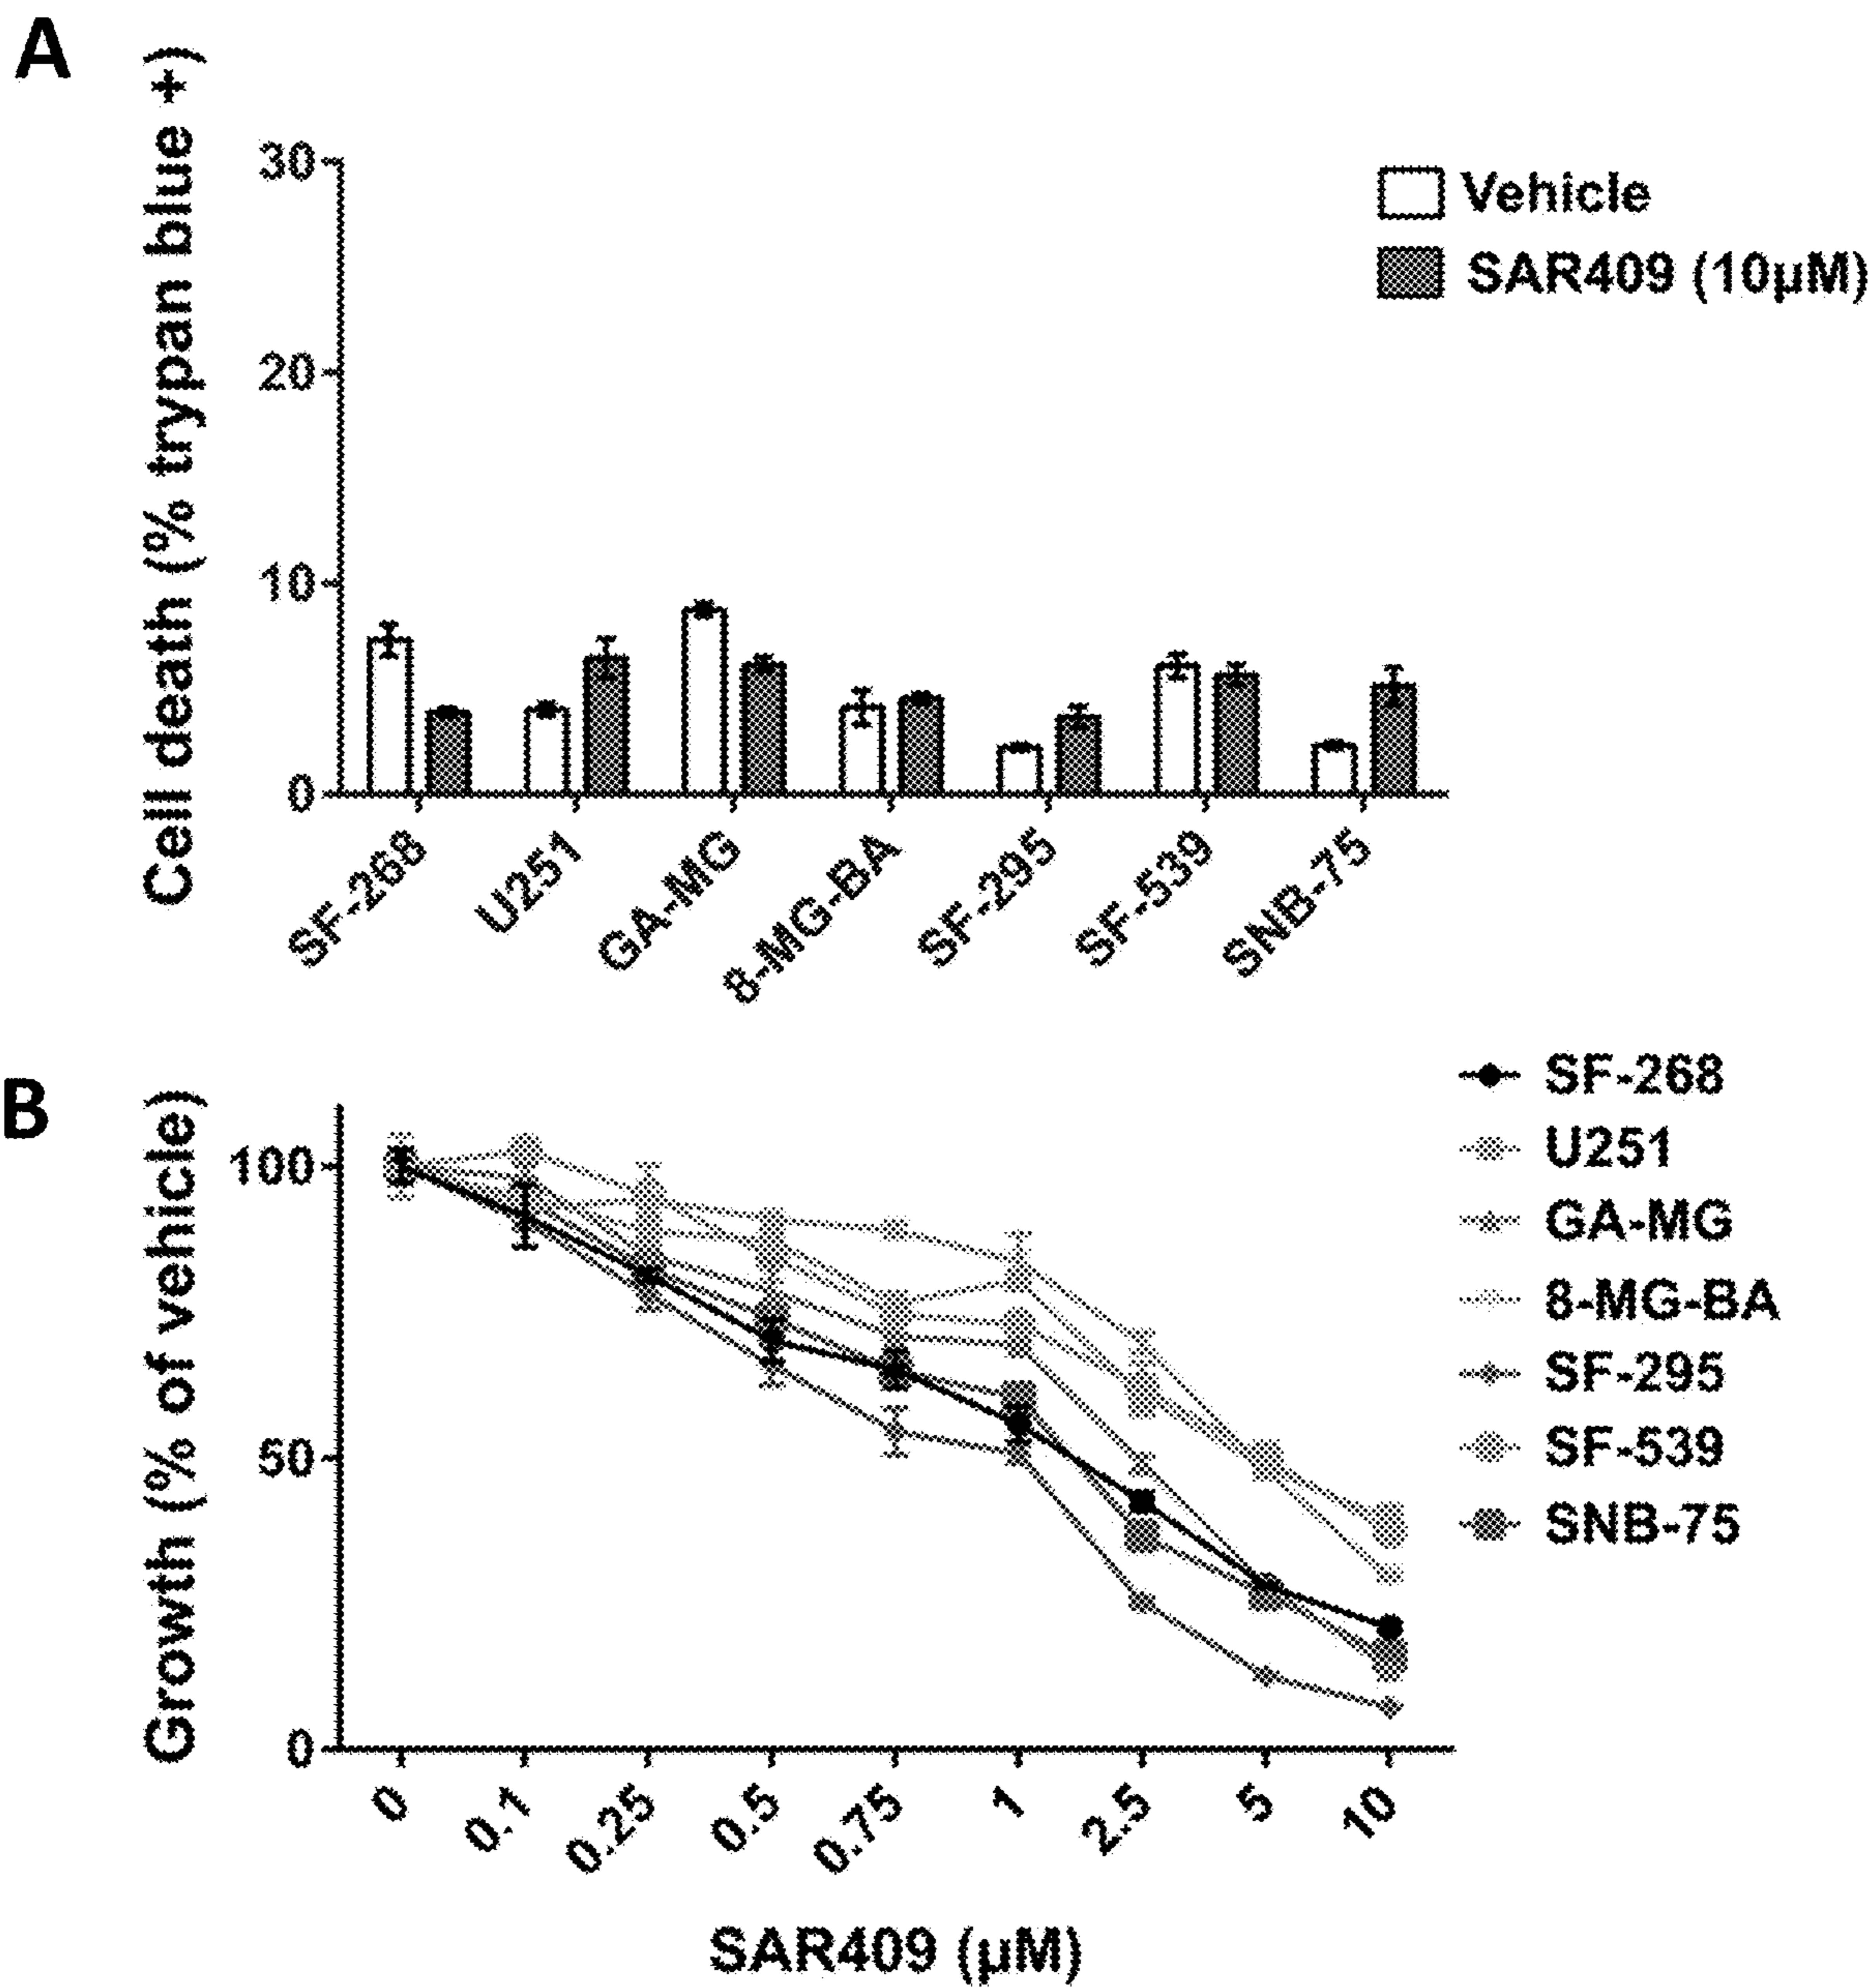 A
Cell death (% trypan blue +)
30
20
10
0
Vehicle
SAR409 (10µM)
SF-268
U251
GA-MG
8-MG-BA
SF-295
SF-539
SNB-75
B
Growth (% of vehicle)
100
50
0
SF-268
U251
GA-MG
8-MG-BA
SF-295
SF-539
SNB-75
0
0.1
0.25
0.5
0.75
1
2.5
5
10
SAR409 (µM)